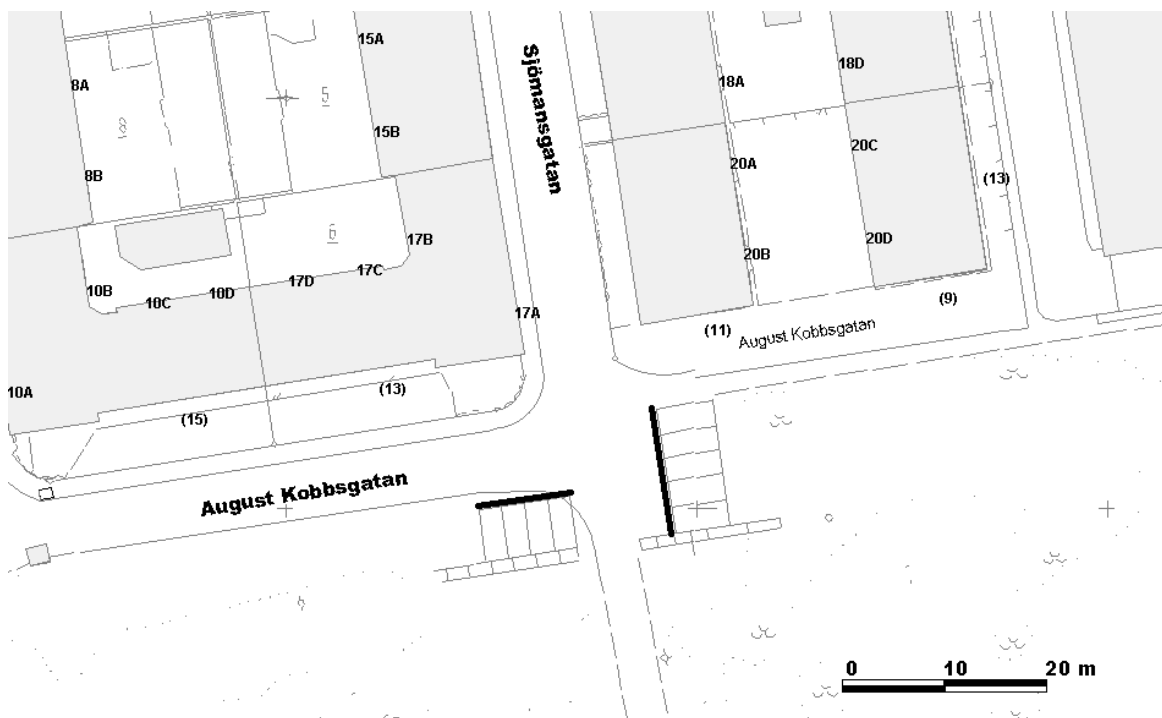 15A
18D
8A
18A
5
8
15B
20C
20A
Sjömansgatan
8B
(13)
6
17B
20D
20B
17C
17D
10B
10D
10C
(9)
17A
(11)
August Kobbsgatan
10A
(13)
(15)
August Kobbsgatan
0 10 20 m